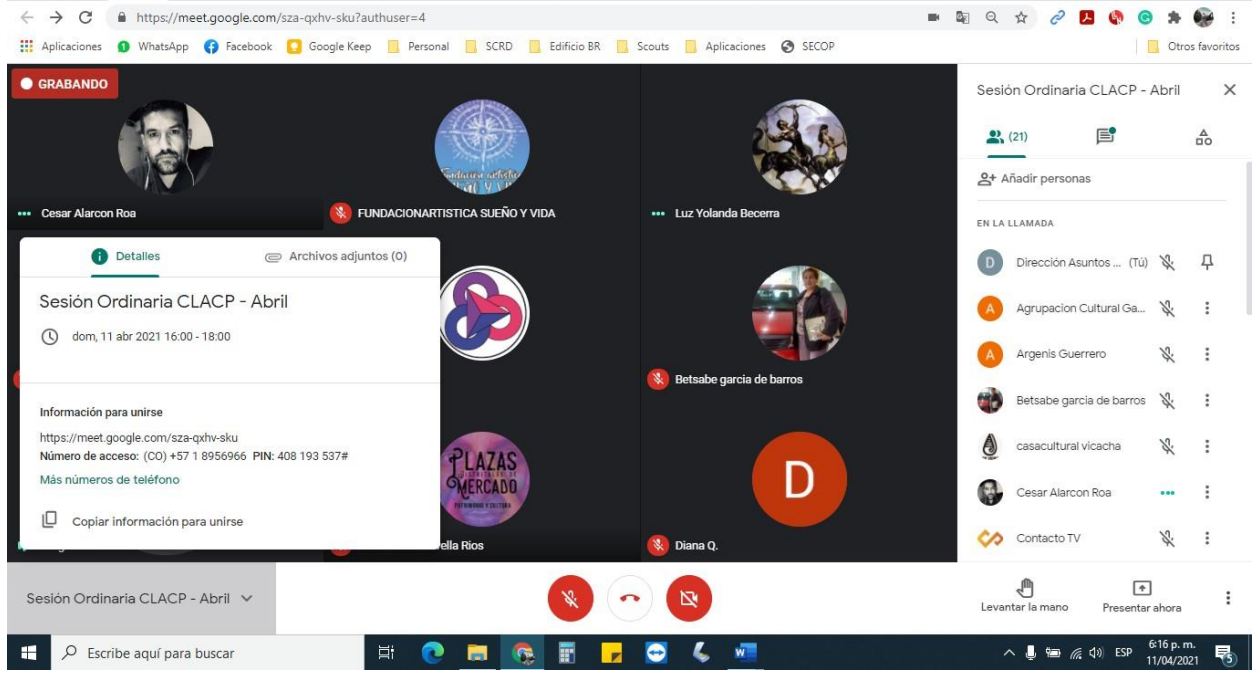 https://meet.google.com/sza-qxhv-sku?authuser=4
Aplicaciones WhatsApp Facebook Google Keep Personal SCRD Edificio BR Scouts Aplicaciones SECOP Otros favoritos
GRABANDO
Cesar Alarcon Roa
FUNDACIONARTISTICA SUEÑO Y VIDA
Luz Yolanda Becerra
Detalles
Archivos adjuntos (0)
Sesión Ordinaria CLACP - Abril
dom, 11 abr 2021 16:00 - 18:00
Información para unirse
https://meet.google.com/sza-qxhv-sku
Número de acceso: (CO) +57 1 8956966 PIN: 408 193 537#
Más números de teléfono
Copiar información para unirse
Betsabe garcia de barros
PLAZAS
MERCADO
ella Rios
D
Diana Q.
Sesión Ordinaria CLACP - Abril
(21)
Añadir personas
EN LA LLAMADA
D Dirección Asuntos ... (Tú)
A Agrupacion Cultural Ga...
A Argenis Guerrero
Betsabe garcia de barros
casacultural vicacha
Cesar Alarcon Roa
Contacto TV
Sesión Ordinaria CLACP - Abril
Levantar la mano
Presentar ahora
Escribe aquí para buscar
ESP
6:16 p. m.
11/04/2021
5